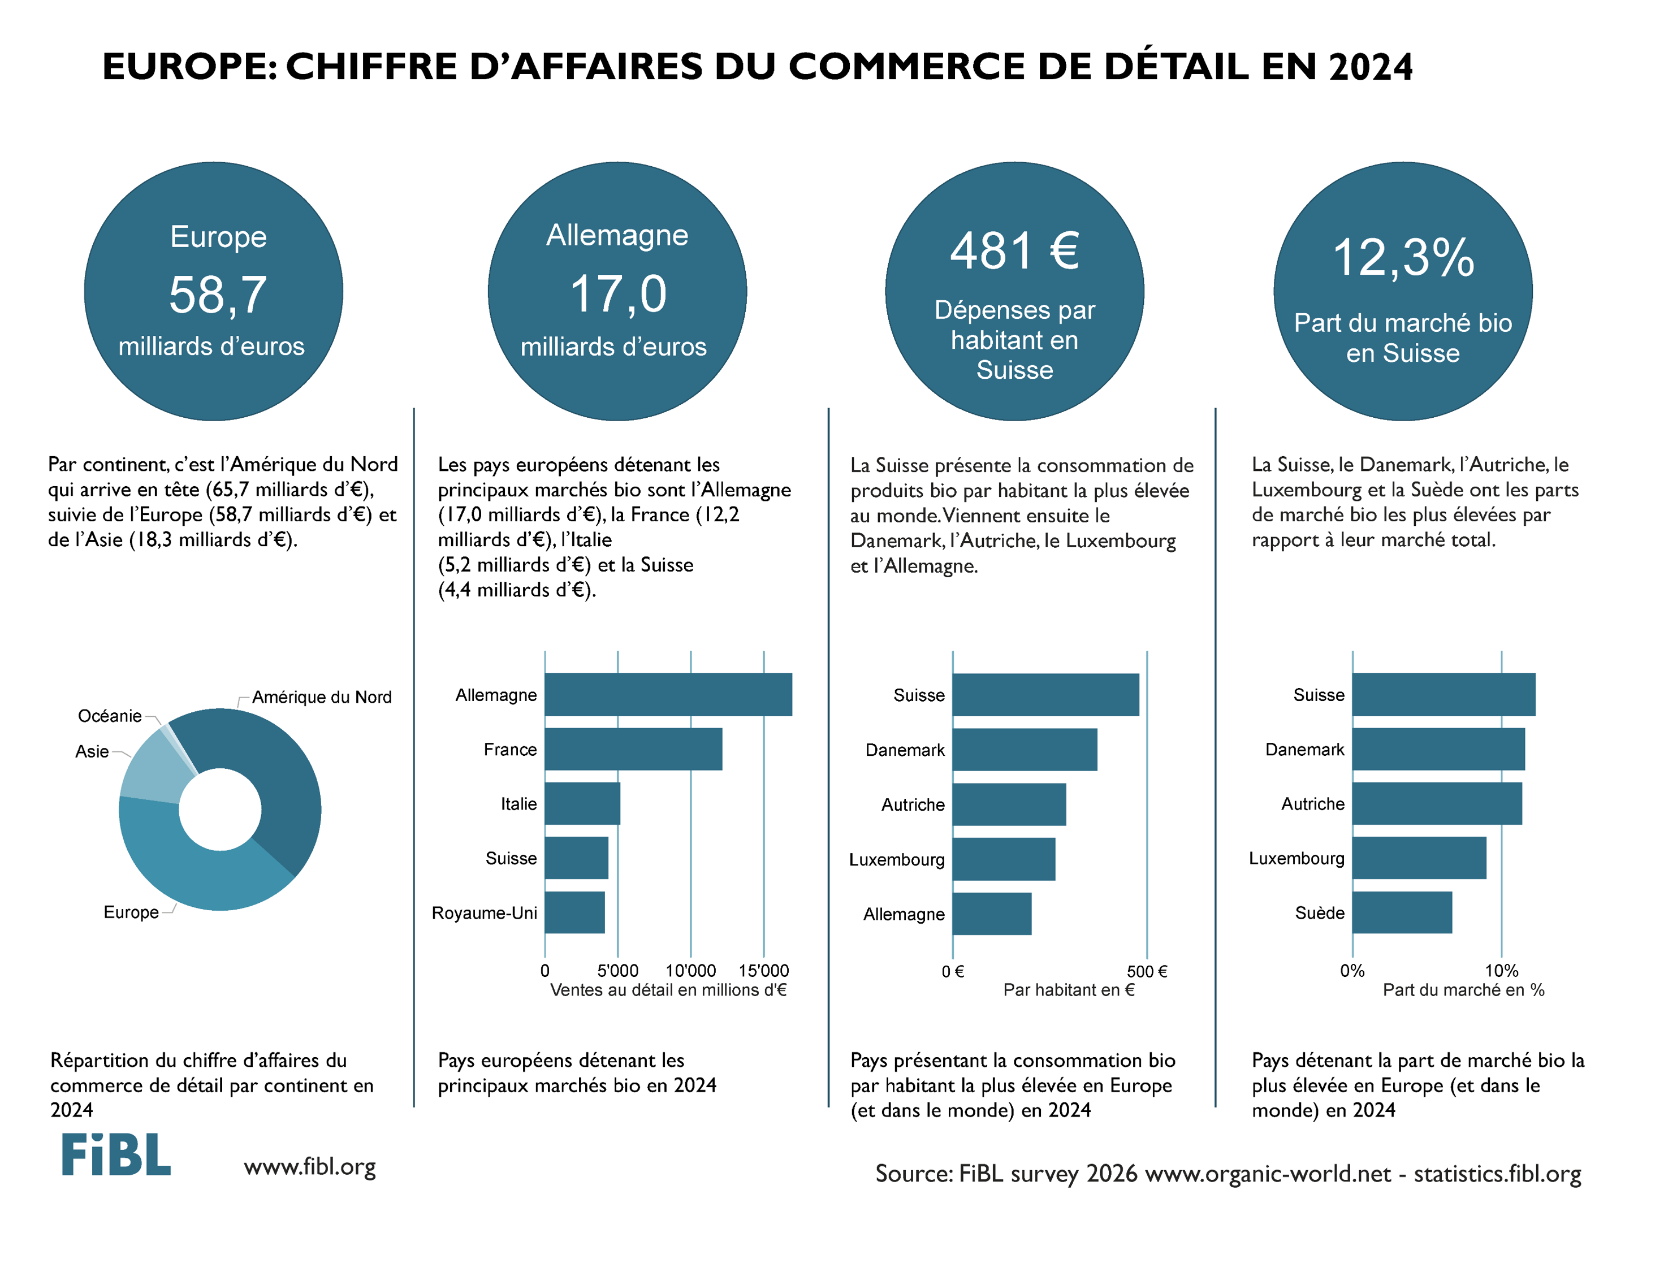 EUROPE: CHIFFRE D’AFFAIRES DU COMMERCE DE DÉTAIL EN 2024
Europe
58,7
milliards d’euros
Allemagne
17,0
milliards d’euros
481 €
Dépenses par
habitant en
Suisse
12,3%
Part du marché bio
en Suisse
Par continent, c’est l’Amérique du Nord
qui arrive en tête (65,7 milliards d’€),
suivie de l’Europe (58,7 milliards d’€) et
de l’Asie (18,3 milliards d’€).
Les pays européens détenant les
principaux marchés bio sont l’Allemagne
(17,0 milliards d’€), la France (12,2
milliards d’€), l’Italie
(5,2 milliards d’€) et la Suisse
(4,4 milliards d’€).
La Suisse présente la consommation de
produits bio par habitant la plus élevée
au monde. Viennent ensuite le
Danemark, l’Autriche, le Luxembourg
et l’Allemagne.
La Suisse, le Danemark, l’Autriche, le
Luxembourg et la Suède ont les parts
de marché bio les plus élevées par
rapport à leur marché total.
Amérique du Nord
Océanie
Asie
Europe
Allemagne
France
Italie
Suisse
Royaume-Uni
0 5'000 10'000 15'000
Ventes au détail en millions d'€
Suisse
Danemark
Autriche
Luxembourg
Allemagne
0 € 500 €
Par habitant en €
Suisse
Danemark
Autriche
Luxembourg
Suède
0% 10%
Part du marché en %
Répartition du chiffre d’affaires du
commerce de détail par continent en
2024
Pays européens détenant les
principaux marchés bio en 2024
Pays présentant la consommation bio
par habitant la plus élevée en Europe
(et dans le monde) en 2024
Pays détenant la part de marché bio la
plus élevée en Europe (et dans le
monde) en 2024
FiBL
www.fibl.org
Source: FiBL survey 2026 www.organic-world.net - statistics.fibl.org